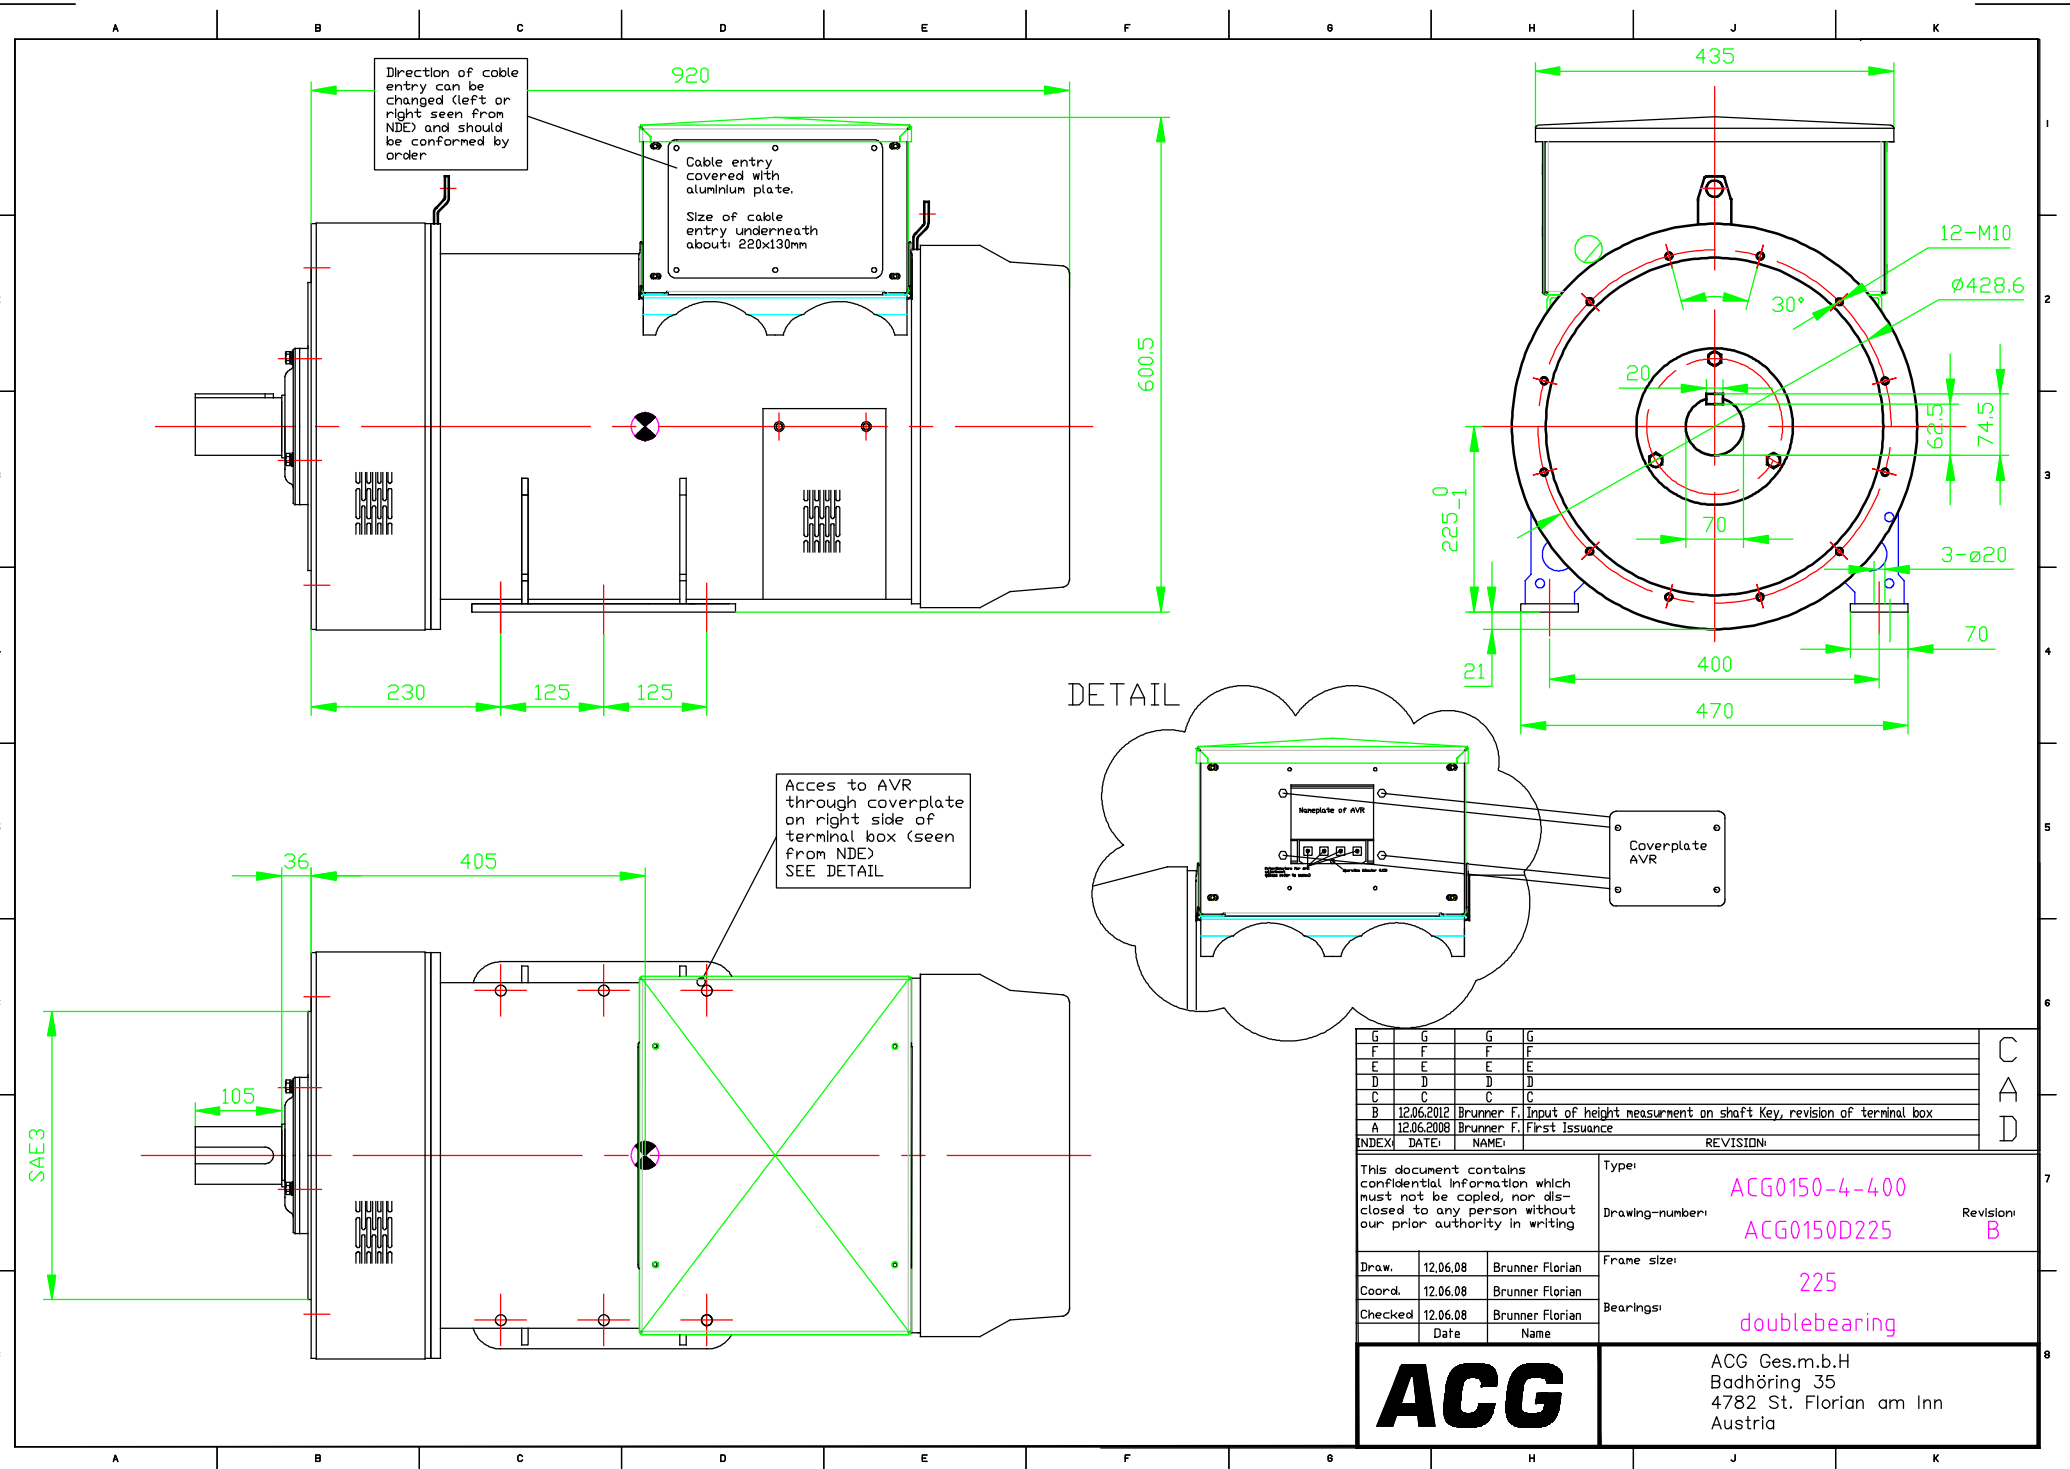 A B C D E F G H J K
Direction of coble
entry can be
changed (left or
right seen from
NDE) and should
be conformed by
order
920
Cable entry
covered with
aluminium plate.
Size of cable
entry underneath
about: 220x130mm
600.5
230
125
125
435
12-M10
Ø428.6
30°
20
62.5
74.5
225 0 -1
70
3-ø20
21
70
400
470
1
2
3
4
5
6
7
8
DETAIL
Nameplate of AVR
Coverplate
AVR
Acces to AVR
through coverplate
on right side of
terminal box (seen
from NDE)
SEE DETAIL
36
405
105
SAE3
G G G G
F F F F
E E E E
D D D D
C C C C
B 12.06.2012 Brunner F. Input of height measurment on shaft Key, revision of terminal box
A 12.06.2008 Brunner F. First Issuance
INDEX: DATE: NAME: REVISION:
C
A
D
This document contains
confidential information which
must not be copied, nor dis-
closed to any person without
our prior authority in writing
Type:
ACG0150-4-400
Drawing-number:
ACG0150D225
Revision:
B
Draw. 12.06.08 Brunner Florian
Coord. 12.06.08 Brunner Florian
Checked 12.06.08 Brunner Florian
Date Name
Frame size:
225
Bearings:
doublebearing
ACG
ACG Ges.m.b.H
Badhöring 35
4782 St. Florian am Inn
Austria
A B C D E F G H J K